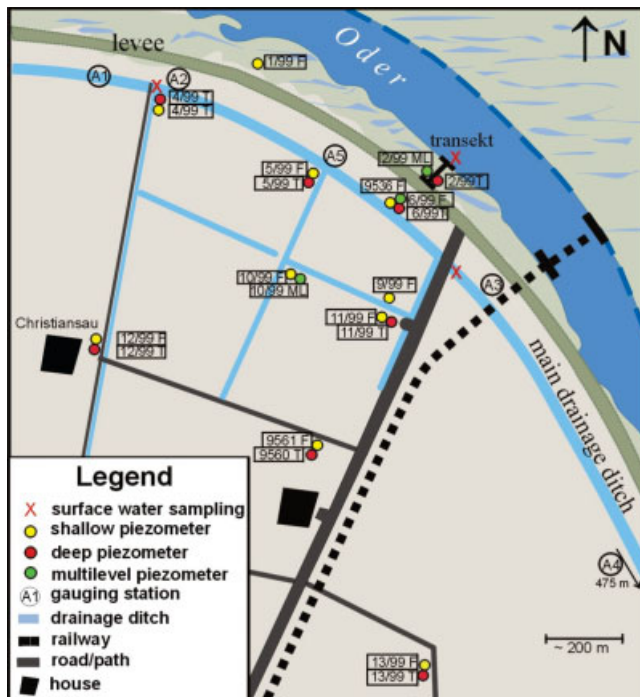 levee
Oder
N
1/99 F
A1
A2
4/99 T
4/99 T
transekt
A5
2/99 ML
2/99T
5/99 F
5/99 T
9536 F
6/99 F
6/99T
A3
10/99 F
10/99 ML
9/99 F
11/99 F
11/99 T
Christiansau
12/99 F
12/99 T
main drainage ditch
9561 F
9560 T
A4
475 m
~ 200 m
13/99 F
13/99 T
Legend
X surface water sampling
shallow piezometer
deep piezometer
multilevel piezometer
A1 gauging station
drainage ditch
railway
road/path
house